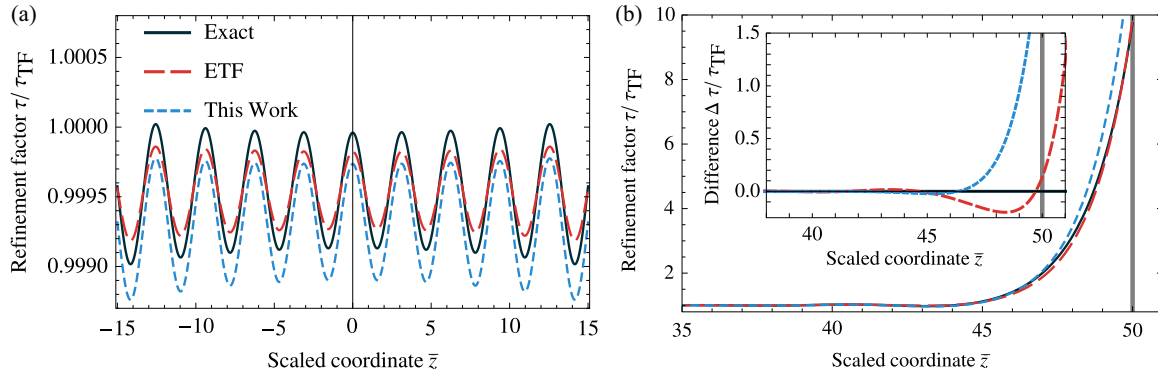 (a)
Refinement factor τ/ τTF
1.0005
1.0000
0.9995
0.9990
Exact
ETF
This Work
−15
−10
−5
0
5
10
15
Scaled coordinate z̄
(b)
Refinement factor τ/ τTF
10
8
6
4
2
35
40
45
50
Scaled coordinate z̄
Difference Δ τ/ τTF
1.5
1.0
0.5
0.0
40
45
50
Scaled coordinate z̄